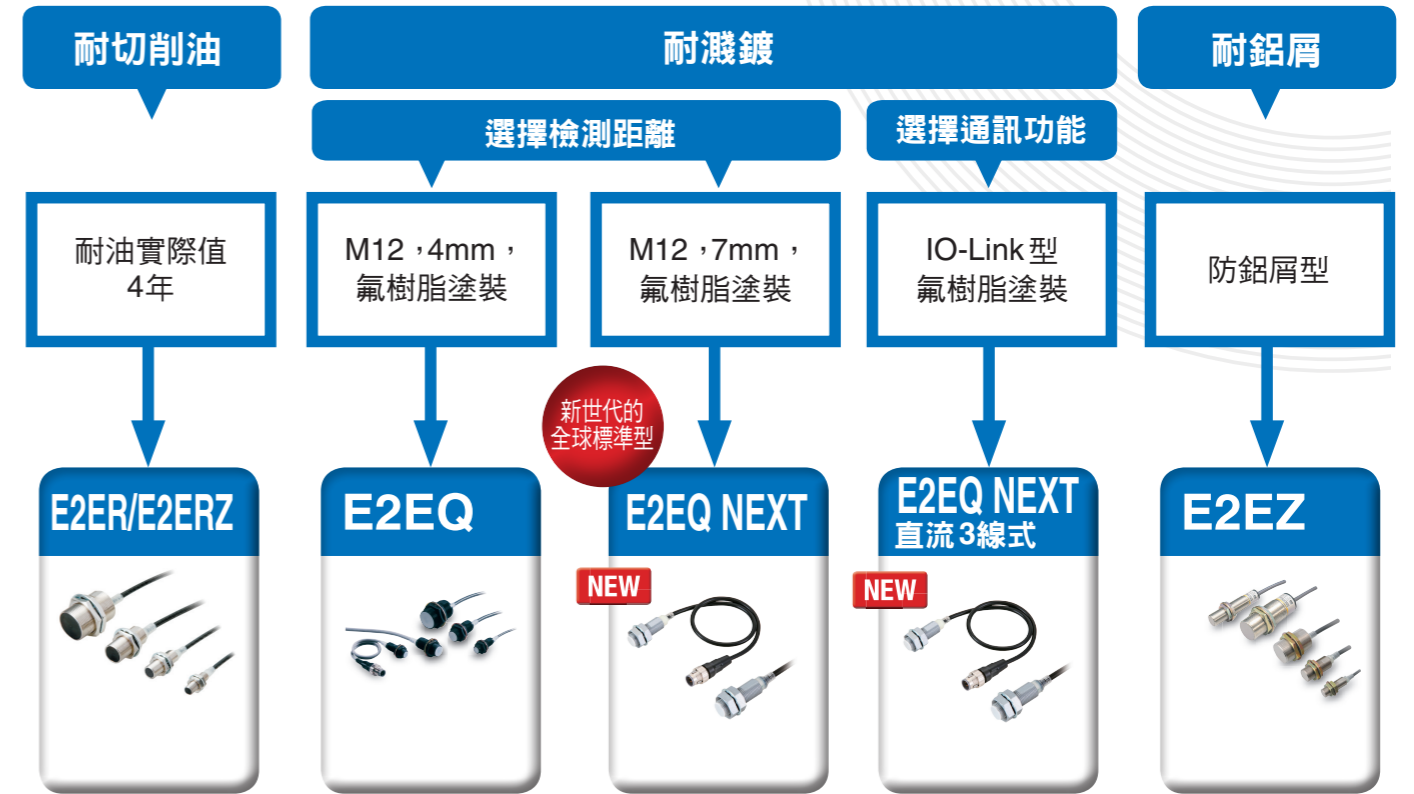 耐切削油
耐濺鍍
耐鋁屑
選擇檢測距離
選擇通訊功能
耐油實際值
4年
M12，4mm，
氟樹脂塗裝
M12，7mm，
氟樹脂塗裝
IO-Link型
氟樹脂塗裝
防鋁屑型
新世代的
全球標準型
E2ER/E2ERZ
E2EQ
E2EQ NEXT
E2EQ NEXT
直流3線式
E2EZ
NEW
NEW